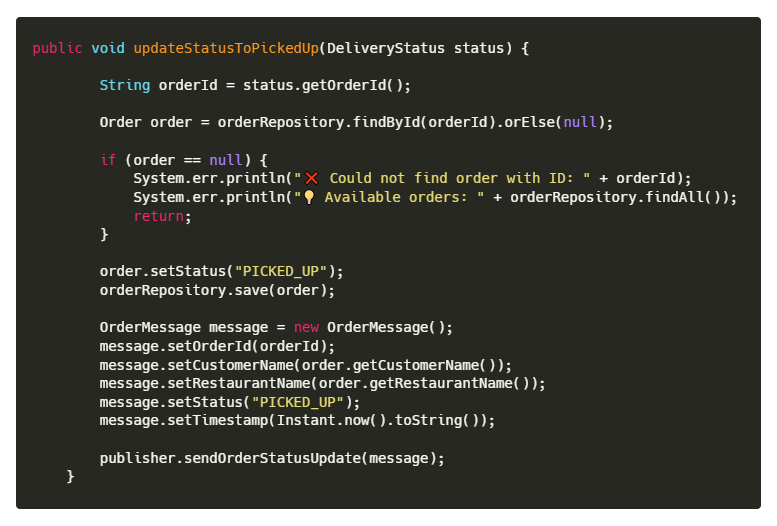 public void updateStatusToPickedUp(DeliveryStatus status) {
String orderId = status.getOrderId();
Order order = orderRepository.findById(orderId).orElse(null);
if (order == null) {
System.err.println("❌ Could not find order with ID: " + orderId);
System.err.println("💡 Available orders: " + orderRepository.findAll());
return;
}
order.setStatus("PICKED_UP");
orderRepository.save(order);
OrderMessage message = new OrderMessage();
message.setOrderId(orderId);
message.setCustomerName(order.getCustomerName());
message.setRestaurantName(order.getRestaurantName());
message.setStatus("PICKED_UP");
message.setTimestamp(Instant.now().toString());
publisher.sendOrderStatusUpdate(message);
}